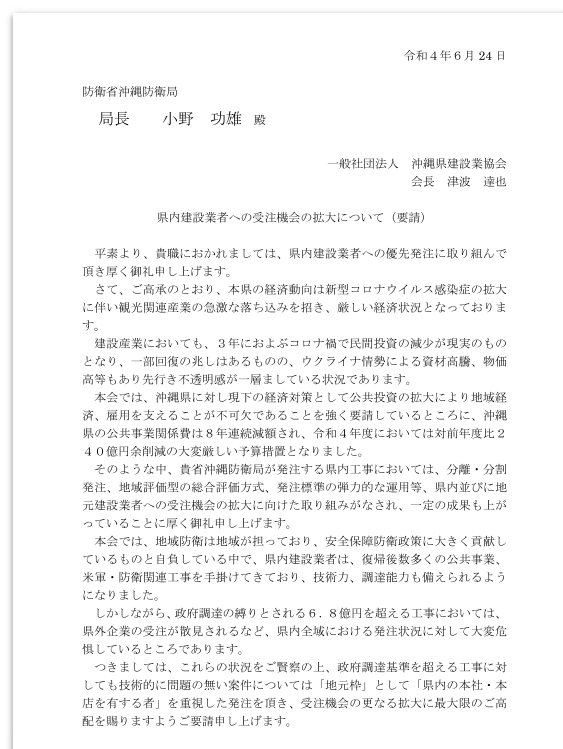 令和４年６月 24 日
防衛省沖縄防衛局
局長　　小野　功雄　殿
一般社団法人　沖縄県建設業協会
会長　津波　達也
県内建設業者への受注機会の拡大について（要請）
平素より、貴職におかれましては、県内建設業者への優先発注に取り組んで
頂き厚く御礼申し上げます。
さて、ご高承のとおり、本県の経済動向は新型コロナウイルス感染症の拡大
に伴い観光関連産業の急激な落ち込みを招き、厳しい経済状況となっておりま
す。
建設産業においても、３年におよぶコロナ禍で民間投資の減少が現実のもの
となり、一部回復の兆しはあるものの、ウクライナ情勢による資材高騰、物価
高等もあり先行き不透明感が一層ましている状況であります。
本会では、沖縄県に対し現下の経済対策として公共投資の拡大により地域経
済、雇用を支えることが不可欠であることを強く要請しているところに、沖縄
県の公共事業関係費は８年連続減額され、令和４年度においては対前年度比２
４０億円余削減の大変厳しい予算措置となりました。
そのような中、貴省沖縄防衛局が発注する県内工事においては、分離・分割
発注、地域評価型の総合評価方式、発注標準の弾力的な運用等、県内並びに地
元建設業者への受注機会の拡大に向けた取り組みがなされ、一定の成果も上が
っていることに厚く御礼申し上げます。
本会では、地域防衛は地域が担っており、安全保障防衛政策に大きく貢献し
ているものと自負している中で、県内建設業者は、復帰後数多くの公共事業、
米軍・防衛関連工事を手掛けてきており、技術力、調達能力も備えられるよう
になりました。
しかしながら、政府調達の縛りとされる６．８億円を超える工事においては、
県外企業の受注が散見されるなど、県内全域における発注状況に対して大変危
惧しているところであります。
つきましては、これらの状況をご賢察の上、政府調達基準を超える工事に対
しても技術的に問題の無い案件については「地元枠」として「県内の本社・本
店を有する者」を重視した発注を頂き、受注機会の更なる拡大に最大限のご高
配を賜りますようご要請申し上げます。